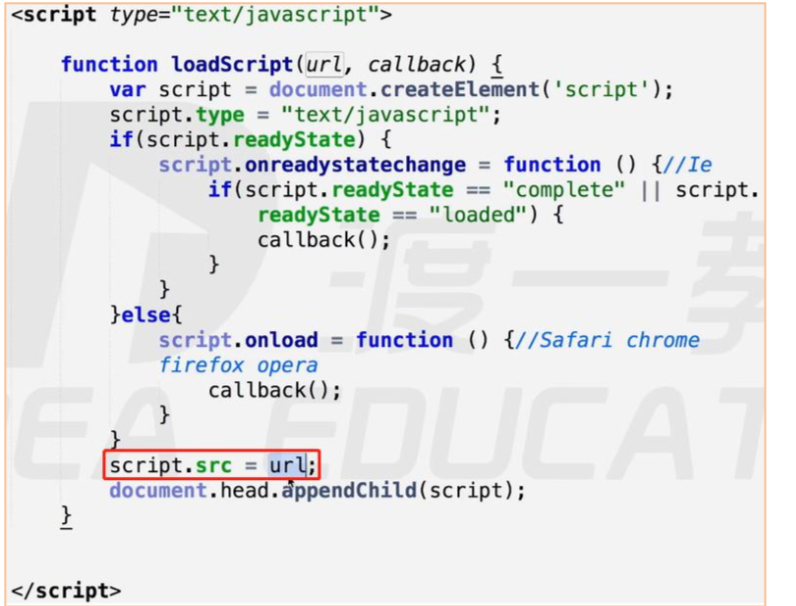 <script type="text/javascript">
function loadScript(url, callback) {
var script = document.createElement('script');
script.type = "text/javascript";
if(script.readyState) {
script.onreadystatechange = function () {//Ie
if(script.readyState == "complete" || script.
readyState == "loaded") {
callback();
}
}
}else{
script.onload = function () {//Safari chrome
firefox opera
callback();
}
}
script.src = url;
document.head.appendChild(script);
}
</script>
渡一教
EA EDUCAT